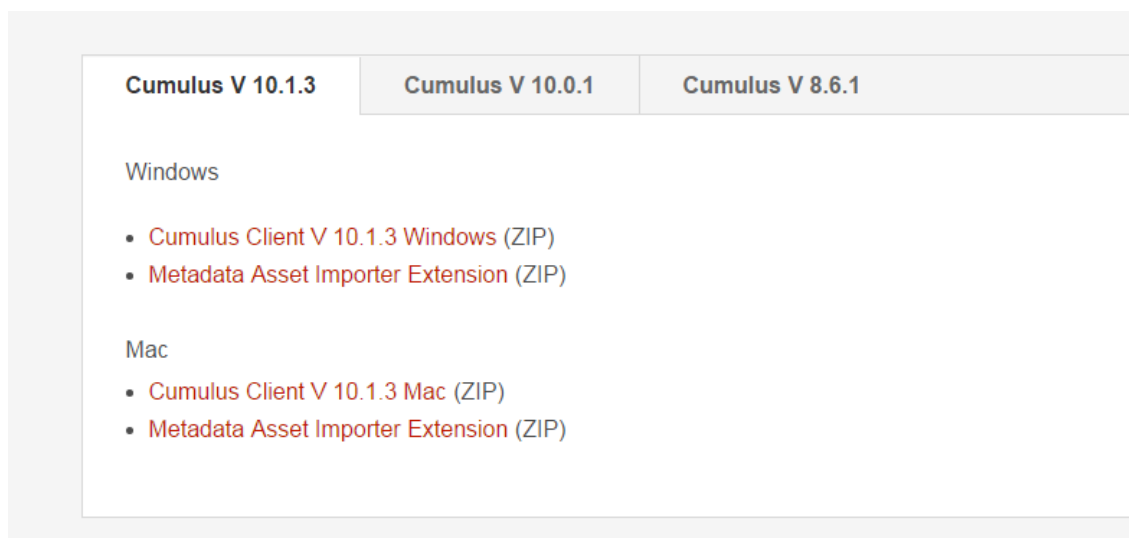 Cumulus V 10.1.3 Cumulus V 10.0.1 Cumulus V 8.6.1
Windows
• Cumulus Client V 10.1.3 Windows (ZIP)
• Metadata Asset Importer Extension (ZIP)
Mac
• Cumulus Client V 10.1.3 Mac (ZIP)
• Metadata Asset Importer Extension (ZIP)